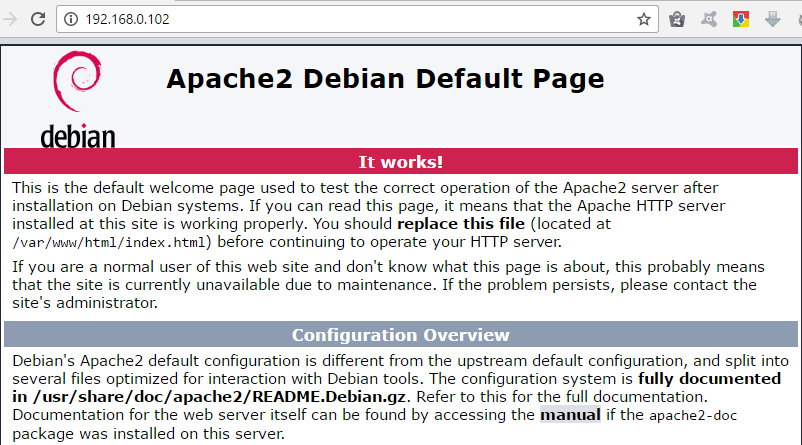 192.168.0.102
debian
Apache2 Debian Default Page
It works!
This is the default welcome page used to test the correct operation of the Apache2 server after
installation on Debian systems. If you can read this page, it means that the Apache HTTP server
installed at this site is working properly. You should replace this file (located at
/var/www/html/index.html) before continuing to operate your HTTP server.
If you are a normal user of this web site and don't know what this page is about, this probably means
that the site is currently unavailable due to maintenance. If the problem persists, please contact the
site's administrator.
Configuration Overview
Debian's Apache2 default configuration is different from the upstream default configuration, and split into
several files optimized for interaction with Debian tools. The configuration system is fully documented
in /usr/share/doc/apache2/README.Debian.gz. Refer to this for the full documentation.
Documentation for the web server itself can be found by accessing the manual if the apache2-doc
package was installed on this server.